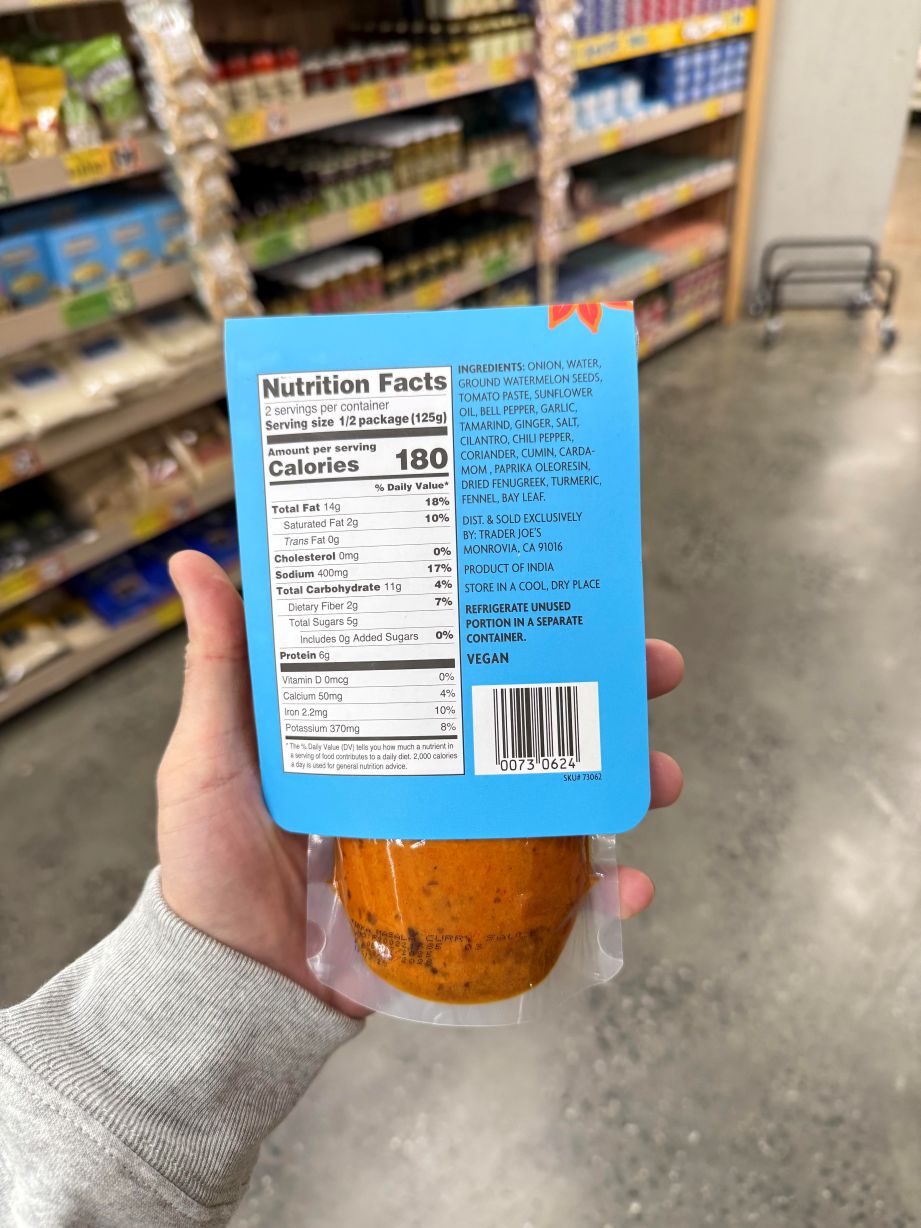 Nutrition Facts
2 servings per container
Serving size 1/2 package (125g)
Amount per serving
Calories 180
% Daily Value*
Total Fat 14g 18%
Saturated Fat 2g 10%
Trans Fat 0g
Cholesterol 0mg 0%
Sodium 400mg 17%
Total Carbohydrate 11g 4%
Dietary Fiber 2g 7%
Total Sugars 5g
Includes 0g Added Sugars 0%
Protein 6g
Vitamin D 0mcg 0%
Calcium 50mg 4%
Iron 2.2mg 10%
Potassium 370mg 8%
*The % Daily Value (DV) tells you how much a nutrient in
a serving of food contributes to a daily diet. 2,000 calories
a day is used for general nutrition advice.
INGREDIENTS: ONION, WATER,
GROUND WATERMELON SEEDS,
TOMATO PASTE, SUNFLOWER
OIL, BELL PEPPER, GARLIC,
TAMARIND, GINGER, SALT,
CILANTRO, CHILI PEPPER,
CORIANDER, CUMIN, CARDA-
MOM , PAPRIKA OLEORESIN,
DRIED FENUGREEK, TURMERIC,
FENNEL, BAY LEAF.
DIST. & SOLD EXCLUSIVELY
BY: TRADER JOE'S
MONROVIA, CA 91016
PRODUCT OF INDIA
STORE IN A COOL, DRY PLACE
REFRIGERATE UNUSED
PORTION IN A SEPARATE
CONTAINER.
VEGAN
0073 0624
SKU# 73062
MASALA CURRY